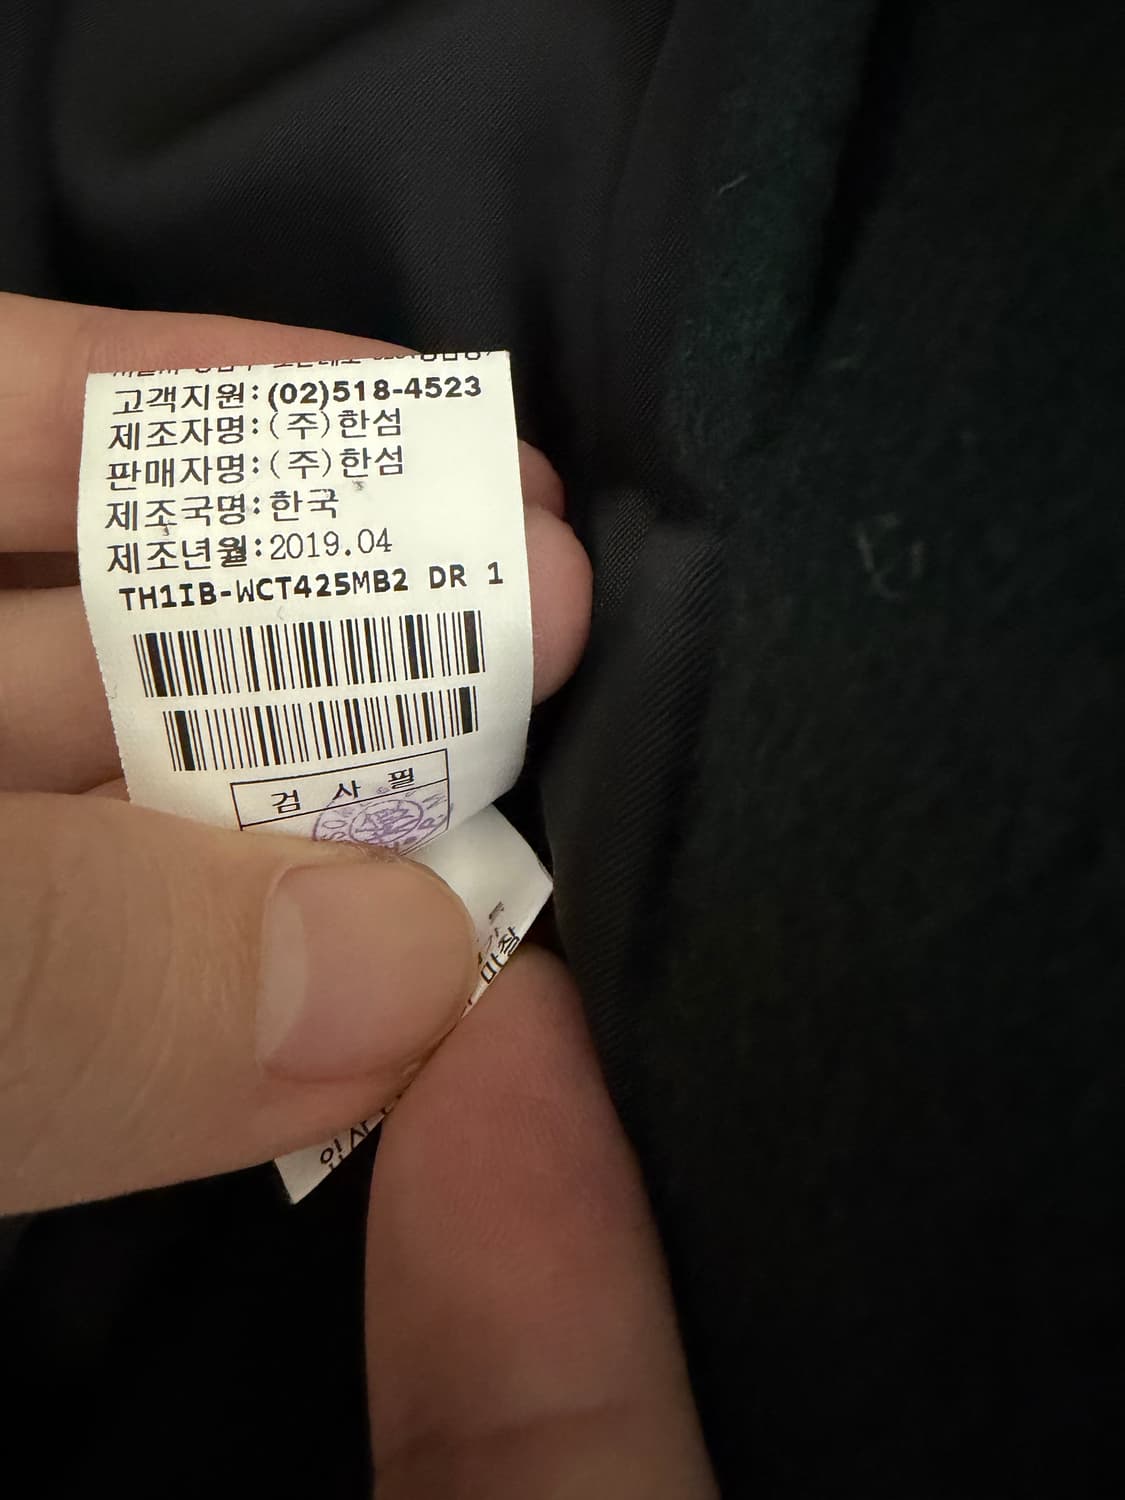 고객지원:(02)518-4523
제조자명:(주)한섬
판매자명:(주)한섬
제조국명:한국
제조년월:2019.04
TH1IB-WCT425MB2 DR 1
검 사 필
마찰